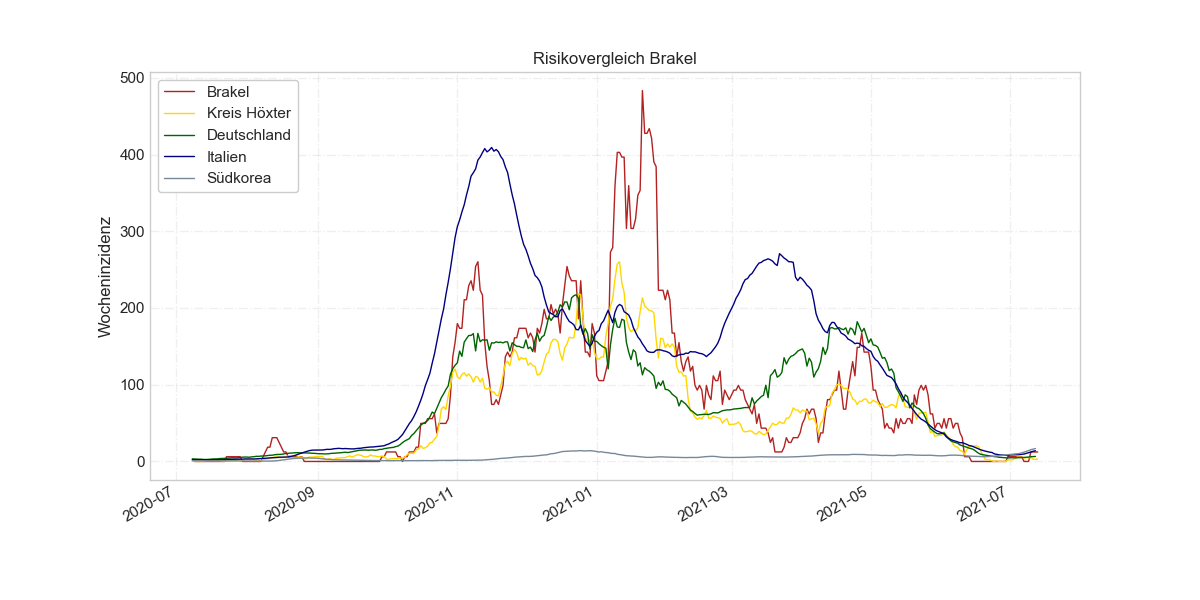 Risikovergleich Brakel
Wocheninzidenz
500
400
300
200
100
0
Brakel
Kreis Höxter
Deutschland
Italien
Südkorea
2020-07
2020-09
2020-11
2021-01
2021-03
2021-05
2021-07